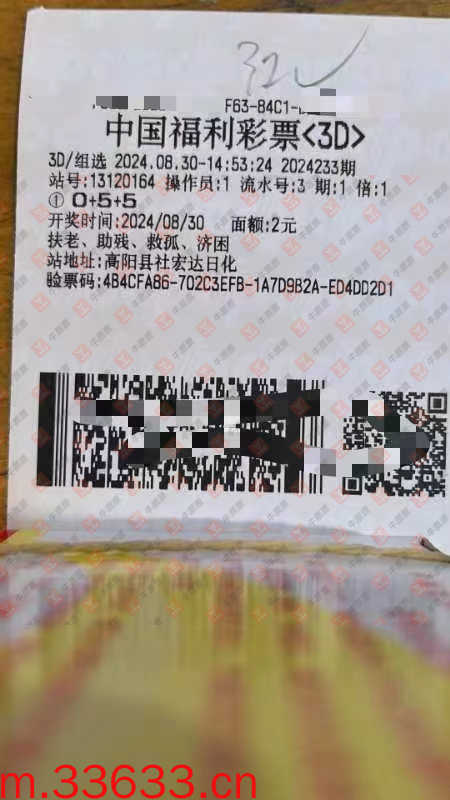 32
F63-84C1-
中国福利彩票<3D>
3D/组选 2024.08.30-14:53:24 2024233期
站号:13120164 操作员:1 流水号:3 期:1 倍:1
① 0+5+5
开奖时间:2024/08/30 面额:2元
扶老、助残、救孤、济困
站地址:高阳县社宏达日化
验票码:4B4CFA86-702C3EFB-1A7D9B2A-ED4DD2D1
m.33633.cn